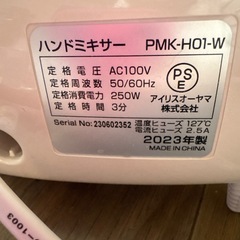 ハンドミキサー PMK-H01-W
定格電圧 AC100V
定格周波数 50/60Hz
定格消費電力 250W
定格時間 3分
PSE
アイリスオーヤマ
株式会社
Serial No: 230602352
温度ヒューズ 127℃
電流ヒューズ 2.5A
2023年製
MADE IN CHINA
-1003